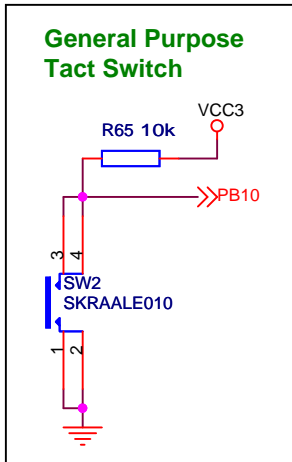 General Purpose
Tact Switch
VCC3
R65 10k
PB10
3 4
SW2
SKRAALE010
1 2